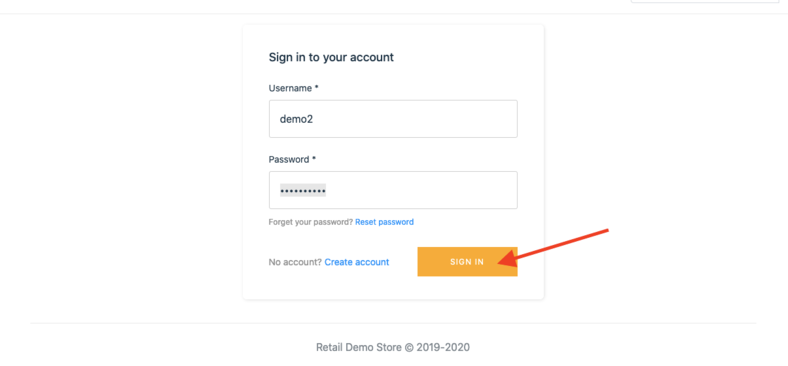 Sign in to your account
Username *
demo2
Password *
••••••••••
Forget your password? Reset password
No account? Create account
SIGN IN
Retail Demo Store © 2019-2020